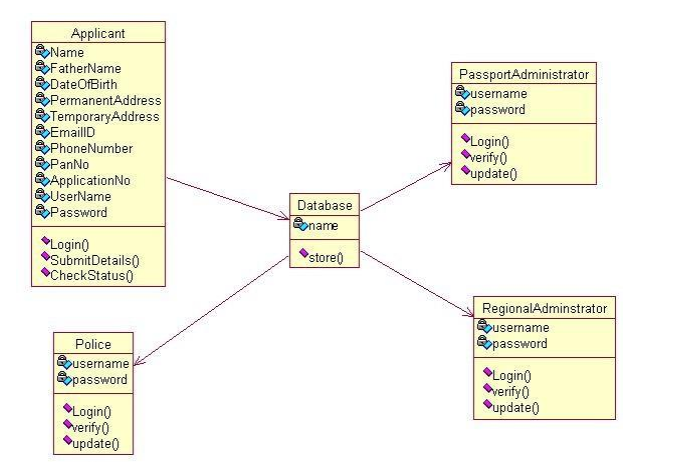 Applicant
Name
FatherName
DateOfBirth
PermanentAddress
TemporaryAddress
EmailID
PhoneNumber
PanNo
ApplicationNo
UserName
Password
Login()
SubmitDetails()
CheckStatus()
PassportAdministrator
username
password
Login()
verify()
update()
Database
name
store()
Police
username
password
Login()
verify()
update()
RegionalAdminstrator
username
password
Login()
verify()
update()